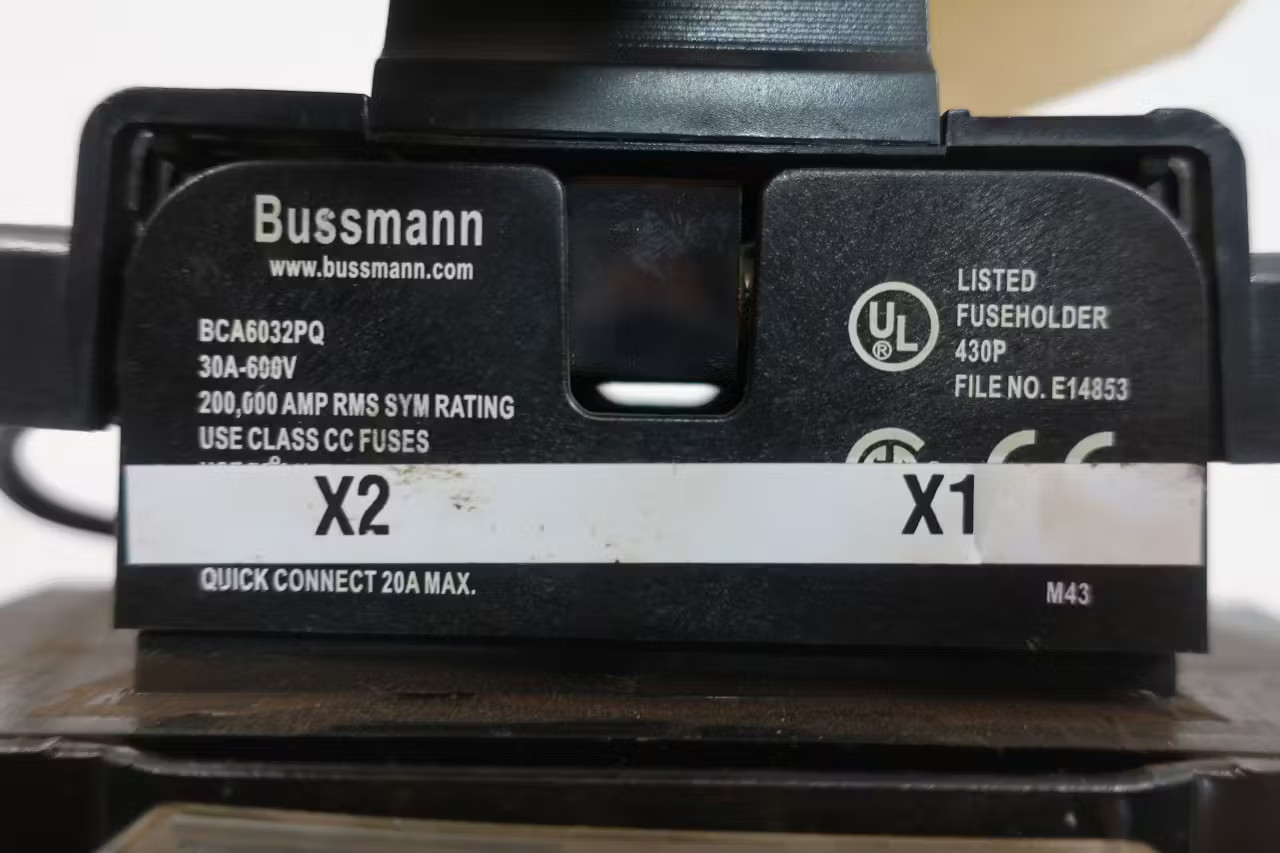 Bussmann
www.bussmann.com
BCA6032PQ
30A-600V
200,000 AMP RMS SYM RATING
USE CLASS CC FUSES
X2
QUICK CONNECT 20A MAX.
UL
®
LISTED
FUSEHOLDER
430P
FILE NO. E14853
X1
M43